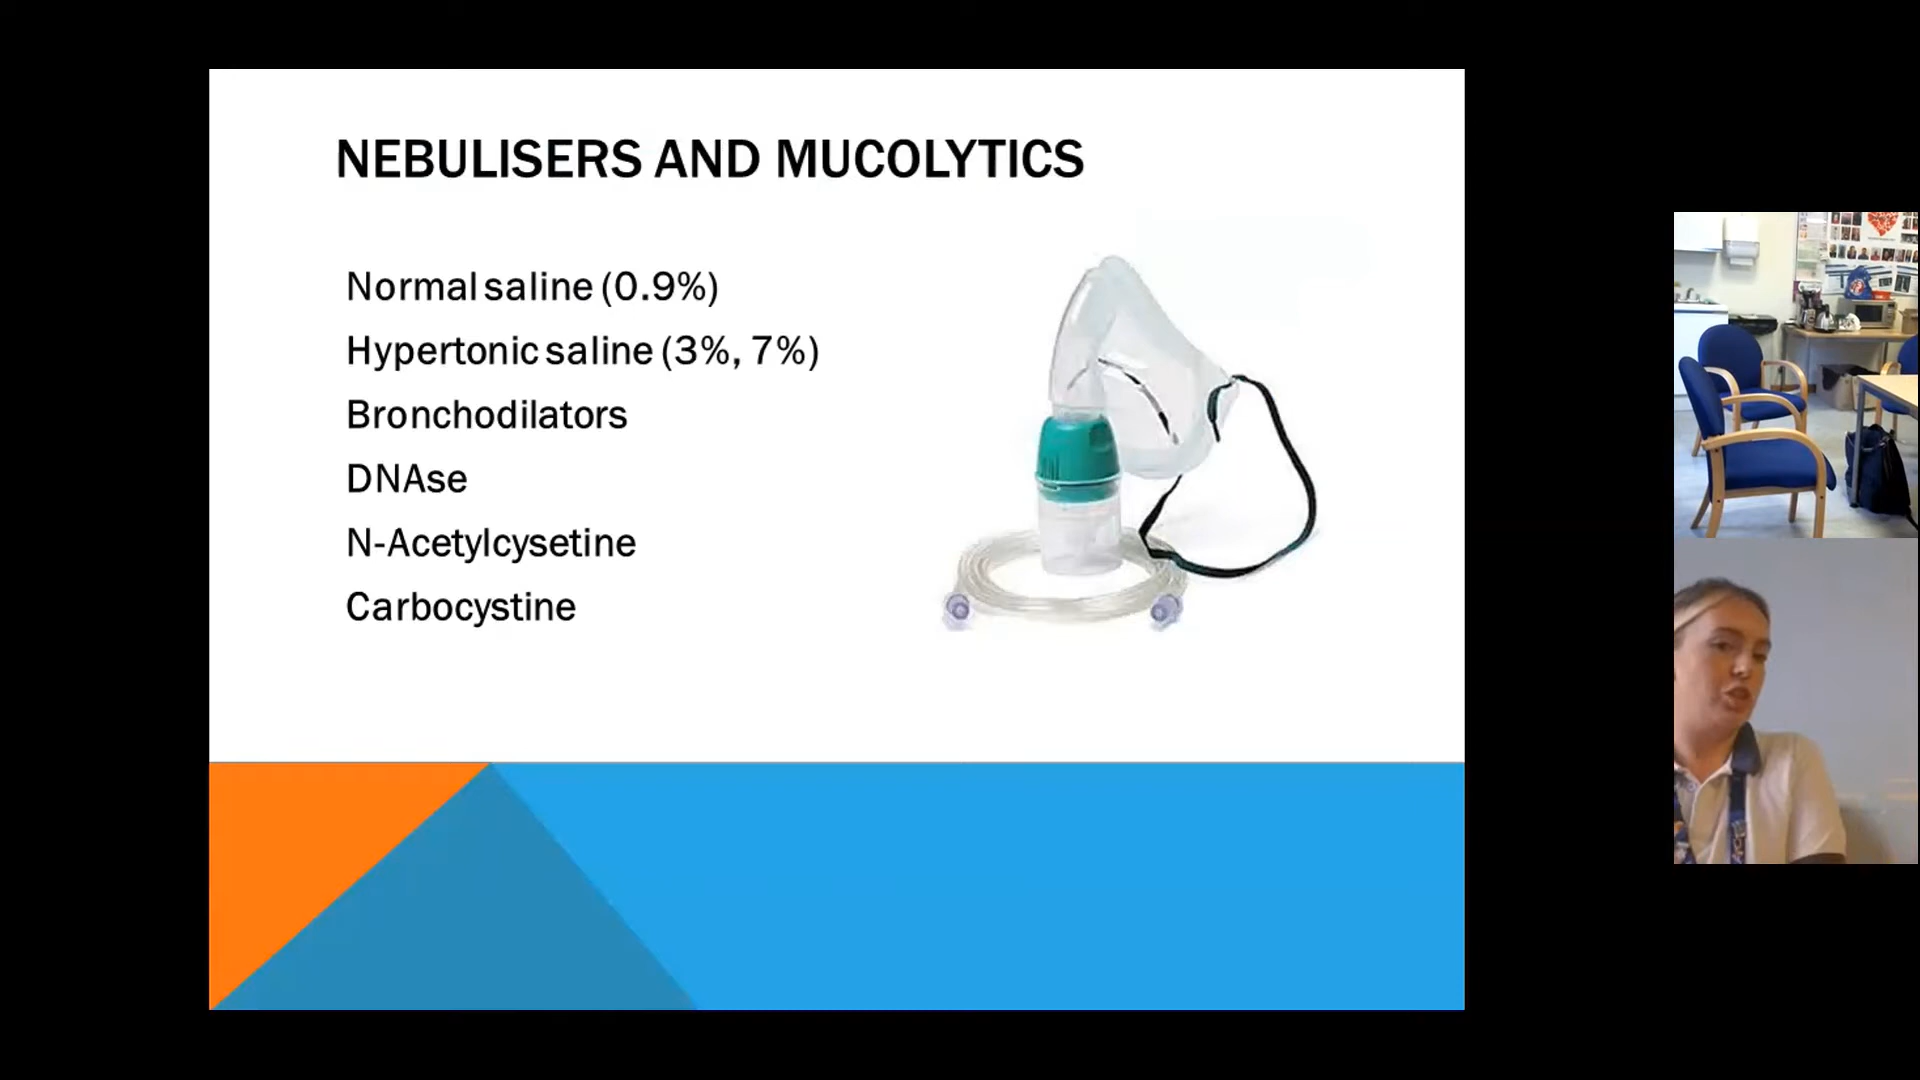 NEBULISERS AND MUCOLYTICS
Normal saline (0.9%)
Hypertonic saline (3%, 7%)
Bronchodilators
DNAse
N-Acetylcysetine
Carbocystine